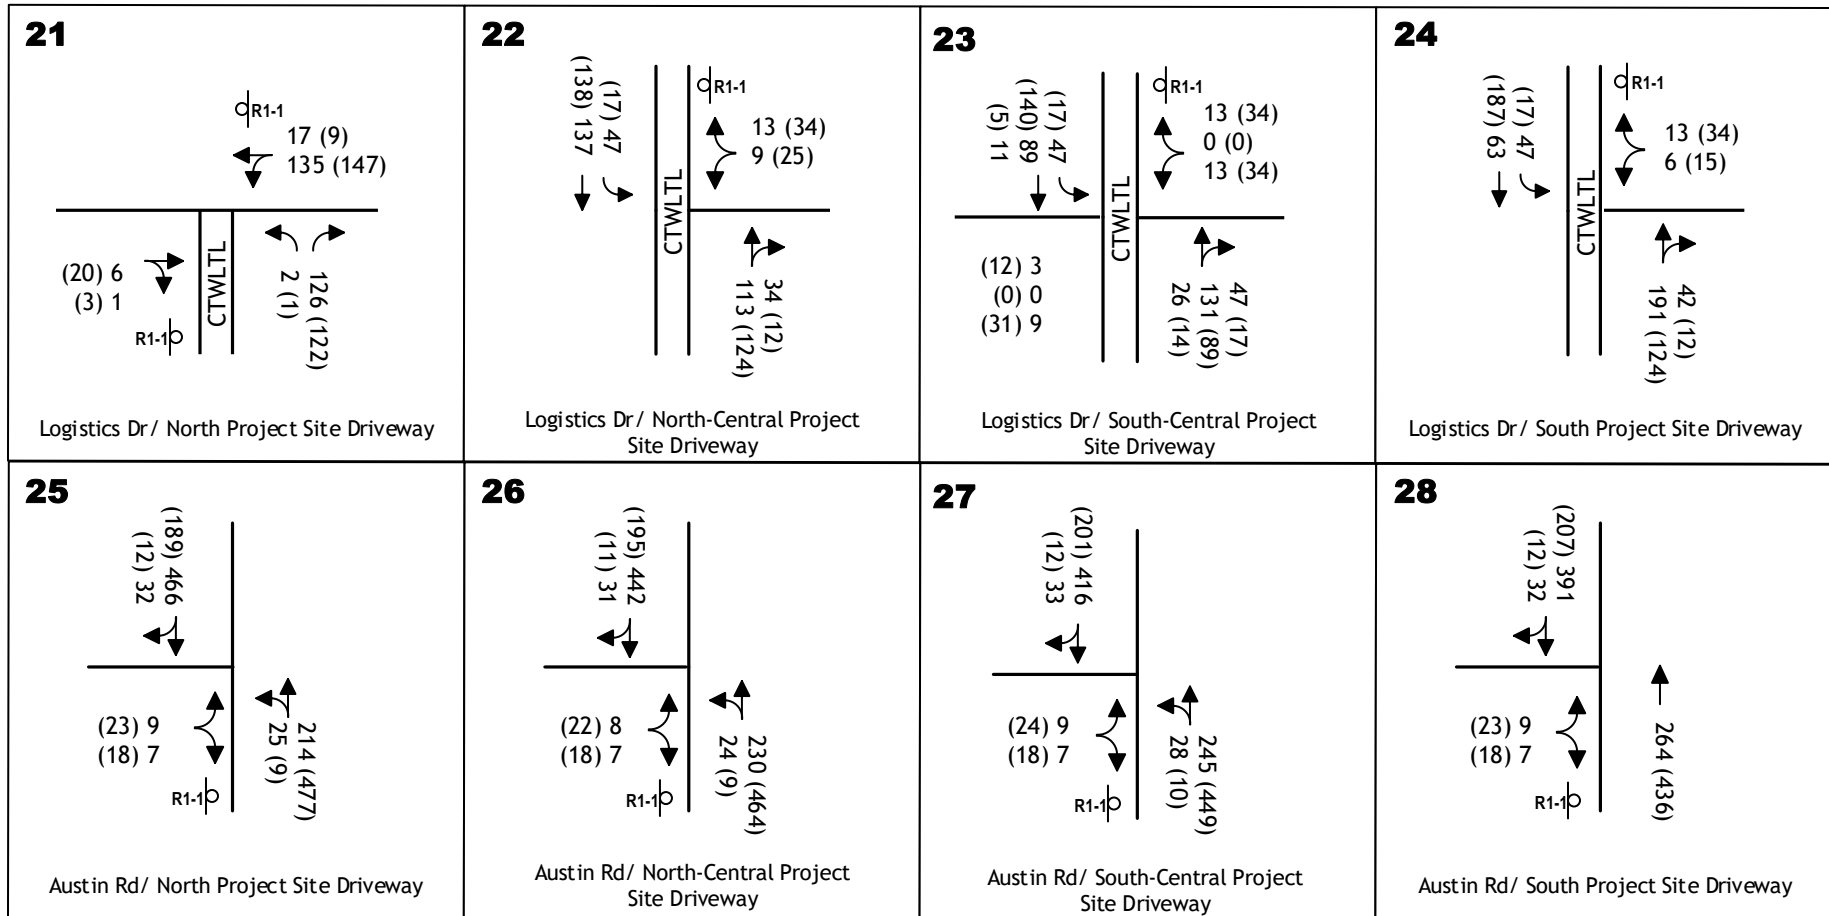 21
R1-1
17 (9)
135 (147)
(20) 6
(3) 1
R1-1
CTWLTL
2 (1)
126 (122)
Logistics Dr/ North Project Site Driveway
22
(138) 137
(17) 47
R1-1
13 (34)
9 (25)
CTWLTL
34 (12)
113 (124)
Logistics Dr/ North-Central Project
Site Driveway
23
(17) 47
(140) 89
(5) 11
R1-1
13 (34)
0 (0)
13 (34)
CTWLTL
(12) 3
(0) 0
(31) 9
47 (17)
131 (89)
26 (14)
Logistics Dr/ South-Central Project
Site Driveway
24
(17) 47
(187) 63
R1-1
13 (34)
6 (15)
CTWLTL
42 (12)
191 (124)
Logistics Dr/ South Project Site Driveway
25
(189) 466
(12) 32
(23) 9
(18) 7
R1-1
214 (477)
25 (9)
Austin Rd/ North Project Site Driveway
26
(195) 442
(11) 31
(22) 8
(18) 7
R1-1
230 (464)
24 (9)
Austin Rd/ North-Central Project
Site Driveway
27
(201) 416
(12) 33
(24) 9
(18) 7
R1-1
245 (449)
28 (10)
Austin Rd/ South-Central Project
Site Driveway
28
(207) 391
(12) 32
(23) 9
(18) 7
R1-1
264 (436)
Austin Rd/ South Project Site Driveway